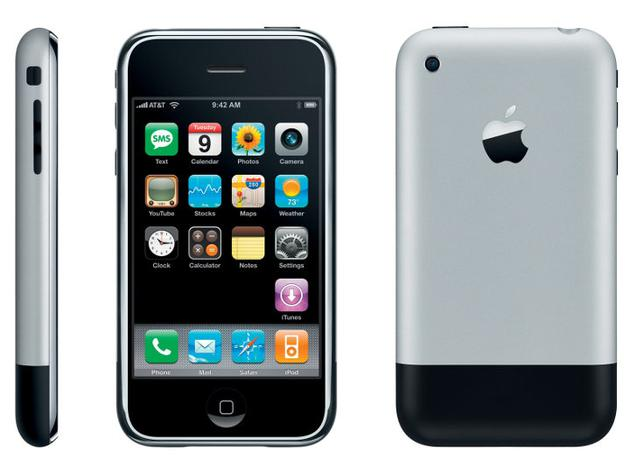 AT&T 9:42 AM
SMS Tuesday 9 280 73°
Text Calendar Photos Camera
YouTube Stocks Maps Weather
Clock Calculator Notes Settings
iTunes
Phone Mail Safari iPod